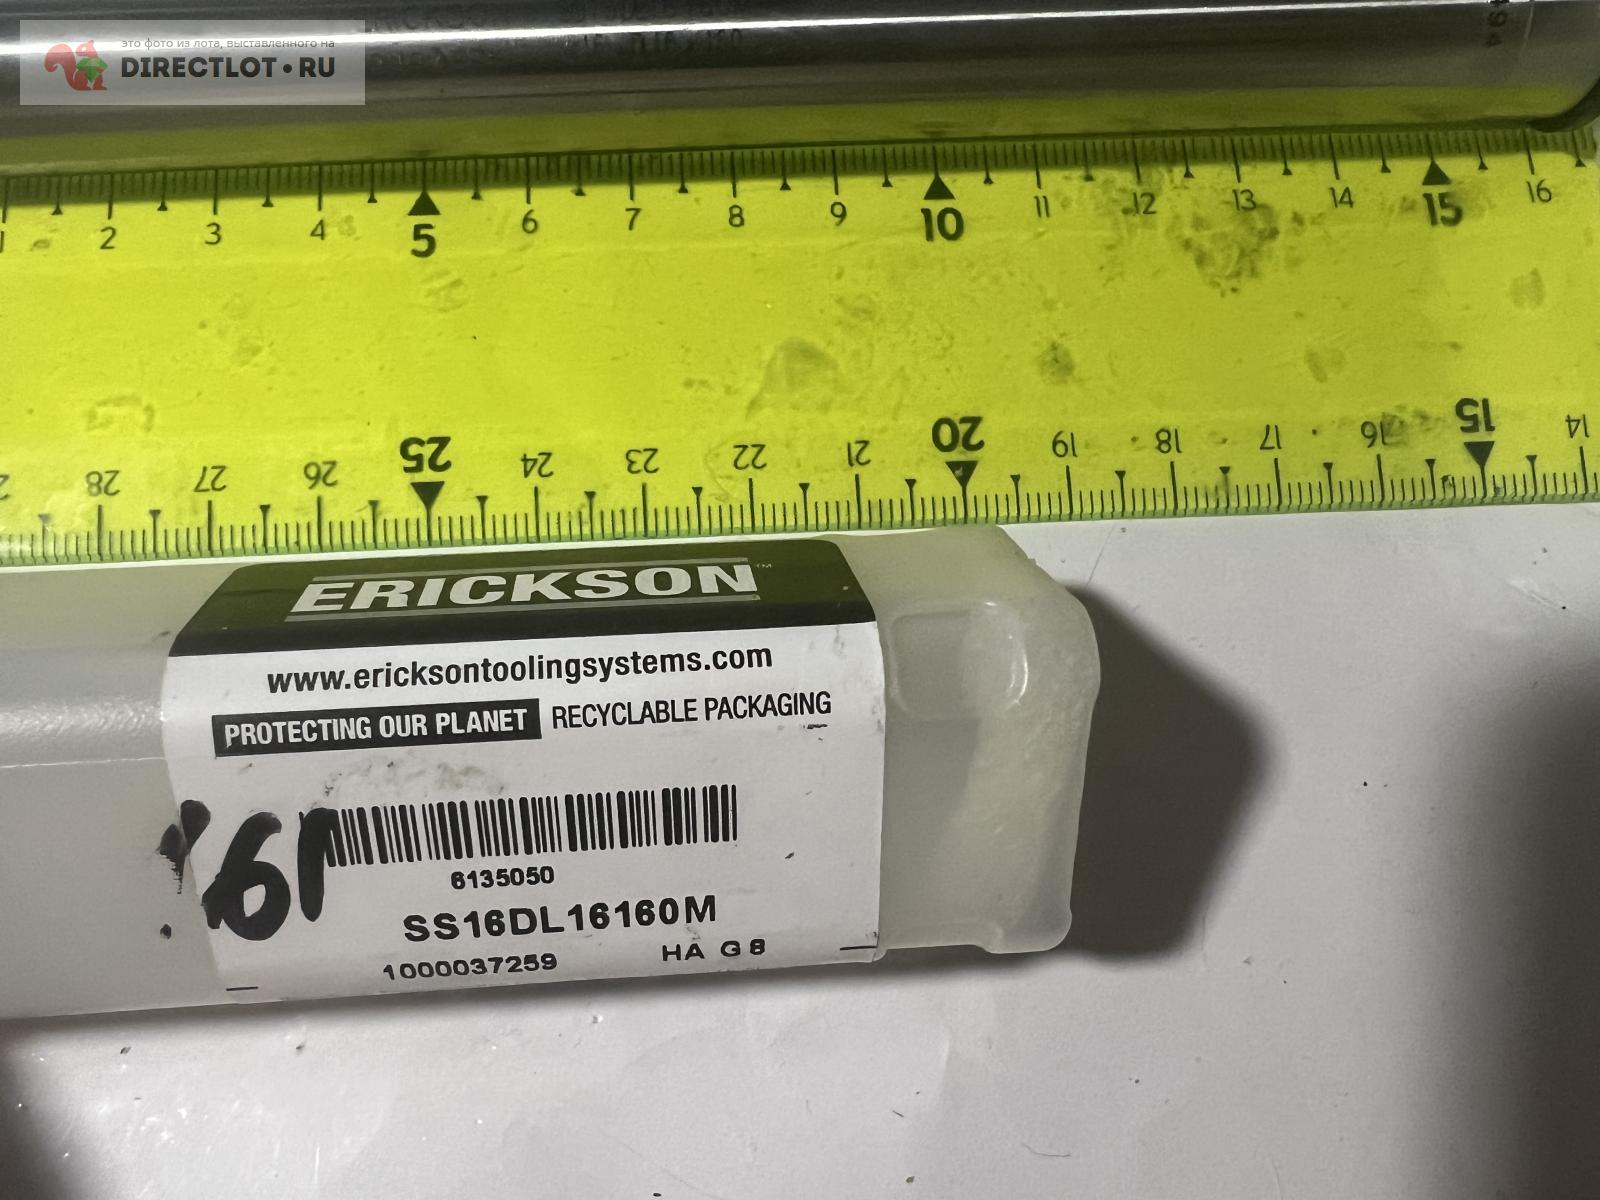 это фото из лота, выставленного на
DIRECTLOT•RU
1 2 3 4 5 6 7 8 9 10 11 12 13 14 15 16
28 27 26 25 24 23 22 21 20 19 18 17 16 15 14
ERICKSON™
www.ericksontoolingsystems.com
PROTECTING OUR PLANET RECYCLABLE PACKAGING
6135050
SS16DL16160M
1000037259 HA G8